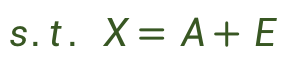 s.t. X = A + E